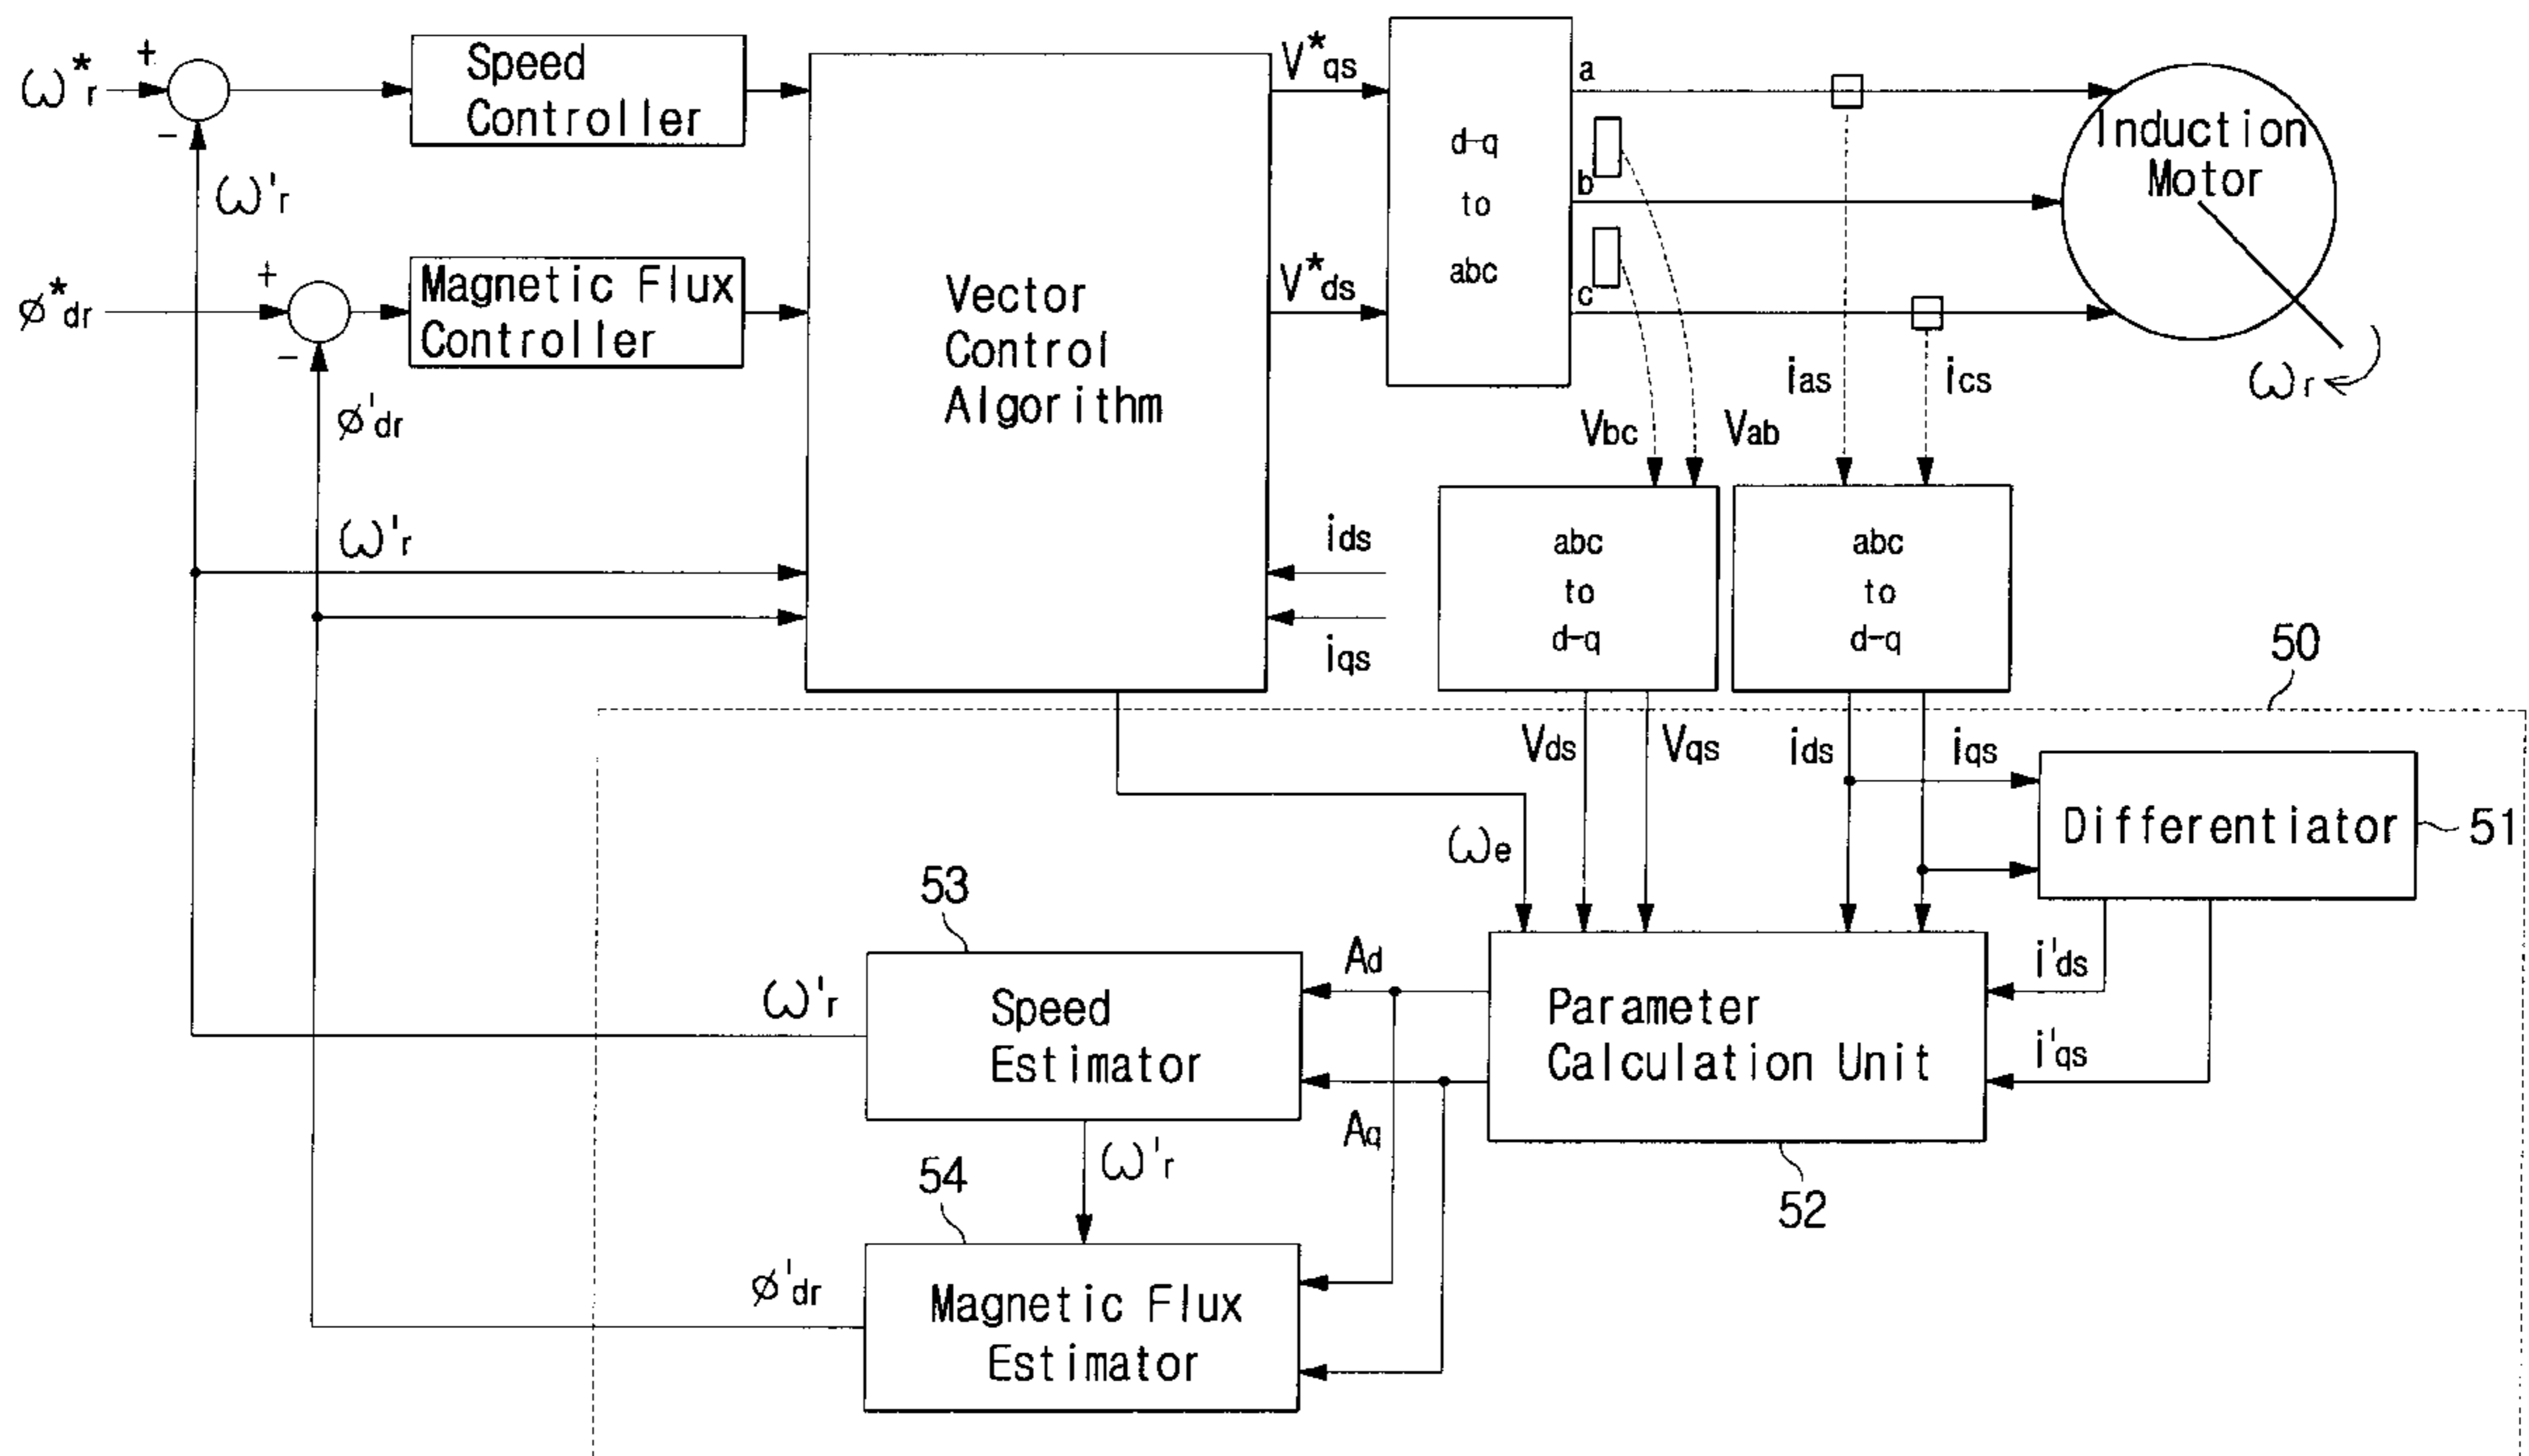 ω*r
+
-
Speed
Controller
ω'r
φ*dr
+
-
Magnetic Flux
Controller
φ'dr
ω'r
Vector
Control
Algorithm
V*qs
V*ds
ids
iqs
d-q
to
abc
a
b
c
Induction
Motor
ωr
ias
ics
Vbc
Vab
abc
to
d-q
abc
to
d-q
50
Vds
Vqs
ids
iqs
Differentiator
51
ωe
53
Ad
i'ds
ω'r
Speed
Estimator
Parameter
Calculation Unit
i'qs
Aq
ω'r
54
52
φ'dr
Magnetic Flux
Estimator